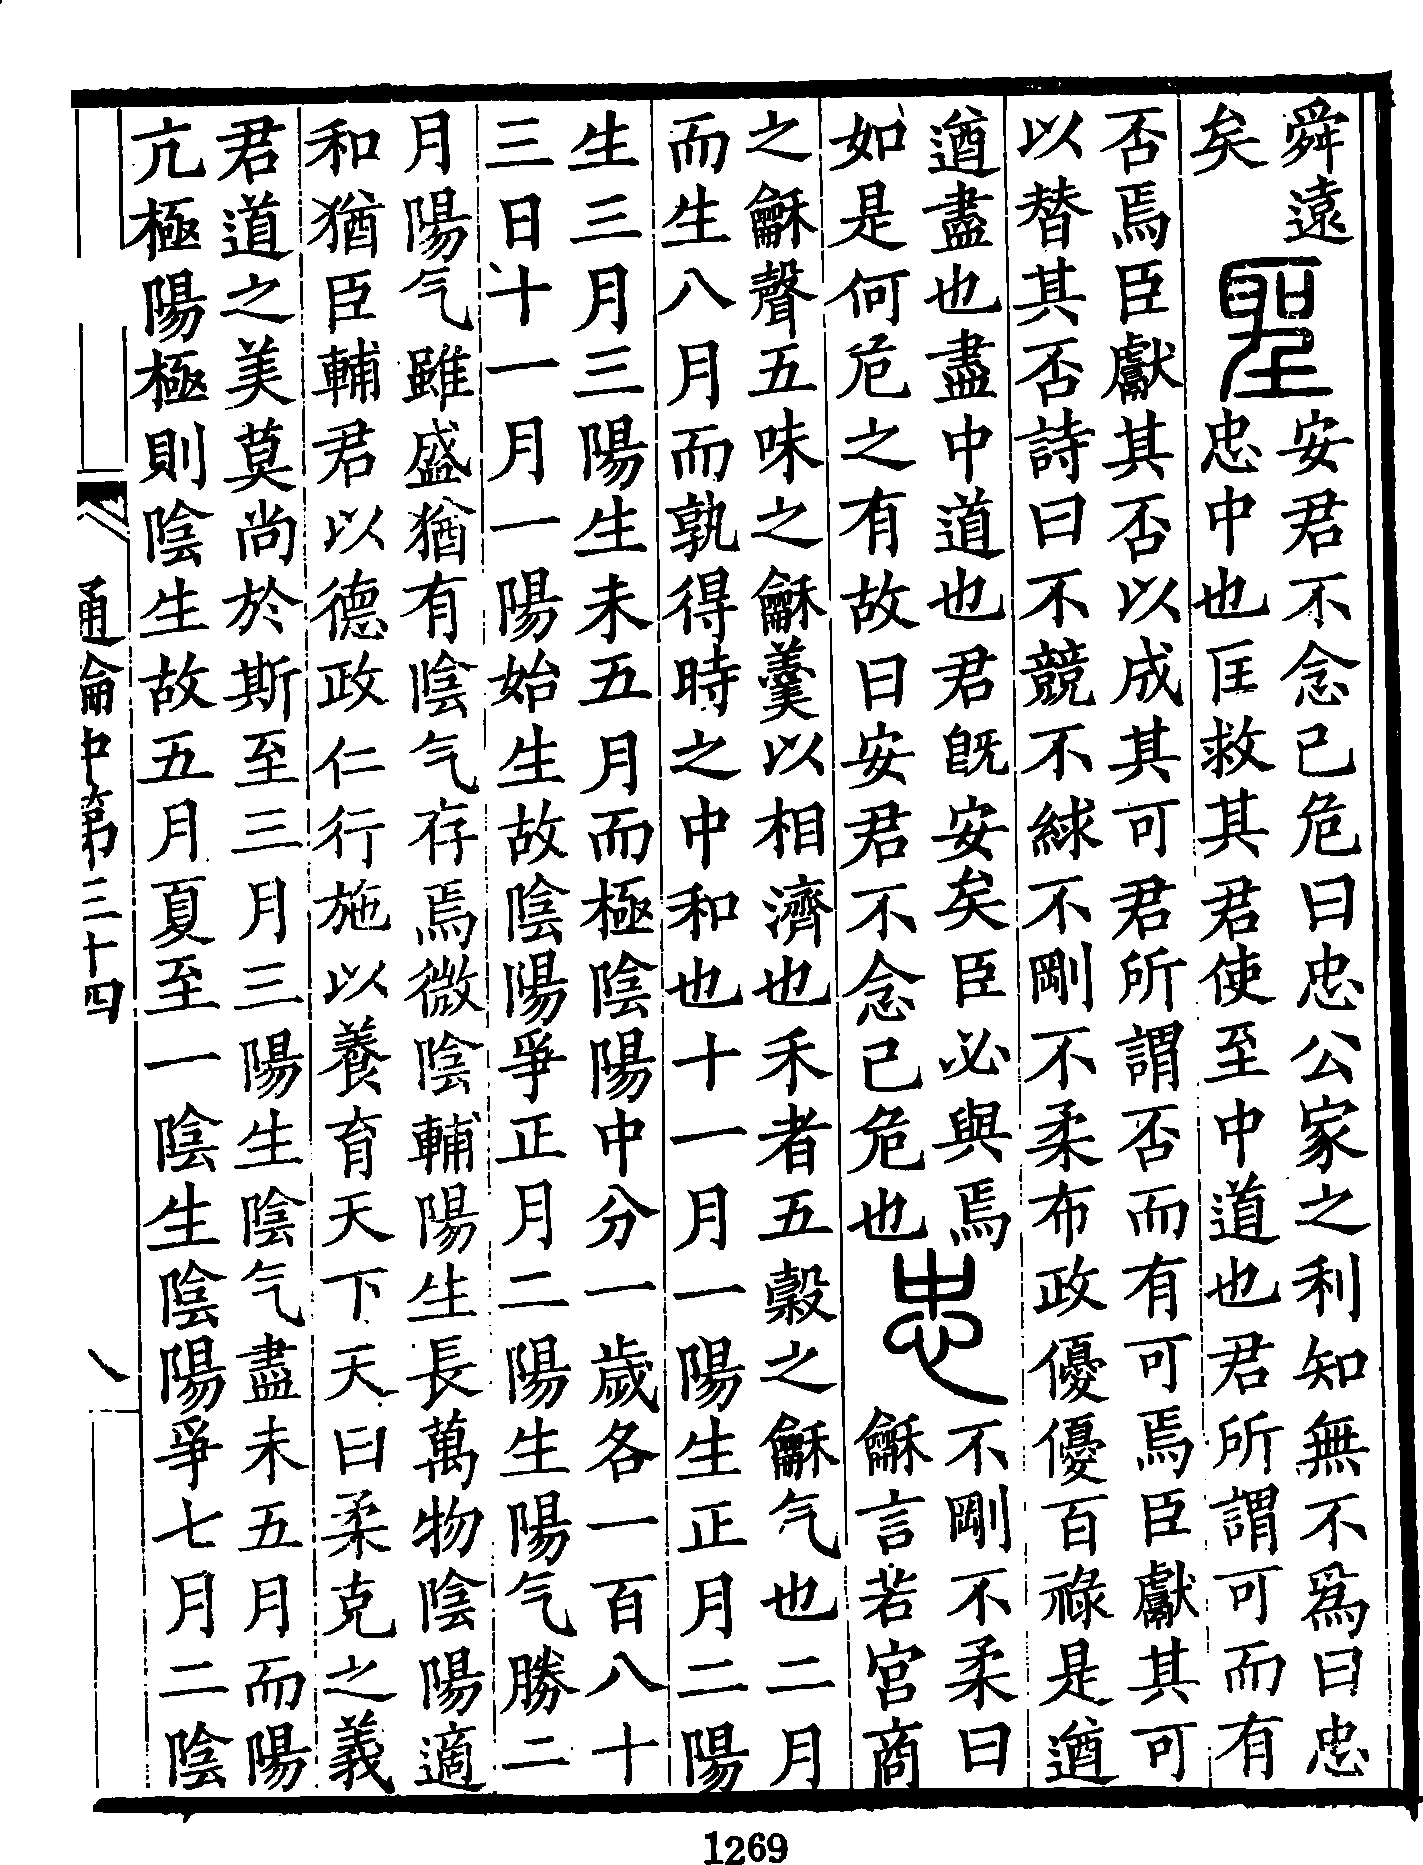 舜遠
矣
聖
安君不念己危曰忠公家之利知無不爲曰忠
忠中也匡救其君使至中道也君所謂可而有
否焉臣獻其否以成其可君所謂否而有可焉臣獻其可
以替其否詩曰不競不絿不剛不柔布政優優百祿是遒
遒盡也盡中道也君既安矣臣必與焉
如是何危之有故曰安君不念己危也
忠
不剛不柔曰
龢言若宮商
之龢聲五味之龢羹以相濟也禾者五穀之龢气也二月
而生八月而孰得時之中和也十一月一陽生正月二陽
生三月三陽生未五月而極陰陽中分一歲各一百八十
三日十一月一陽始生故陰陽爭正月二陽生陽气勝二
月陽气雖盛猶有陰气存焉微陰輔陽生長萬物陰陽適
和猶臣輔君以德政仁行施以養育天下天曰柔克之義
君道之美莫尚於斯至三月三陽生陰气盡未五月而陽
亢極陽極則陰生故五月夏至一陰生陰陽爭七月二陰
通論中第三十四
八
1269